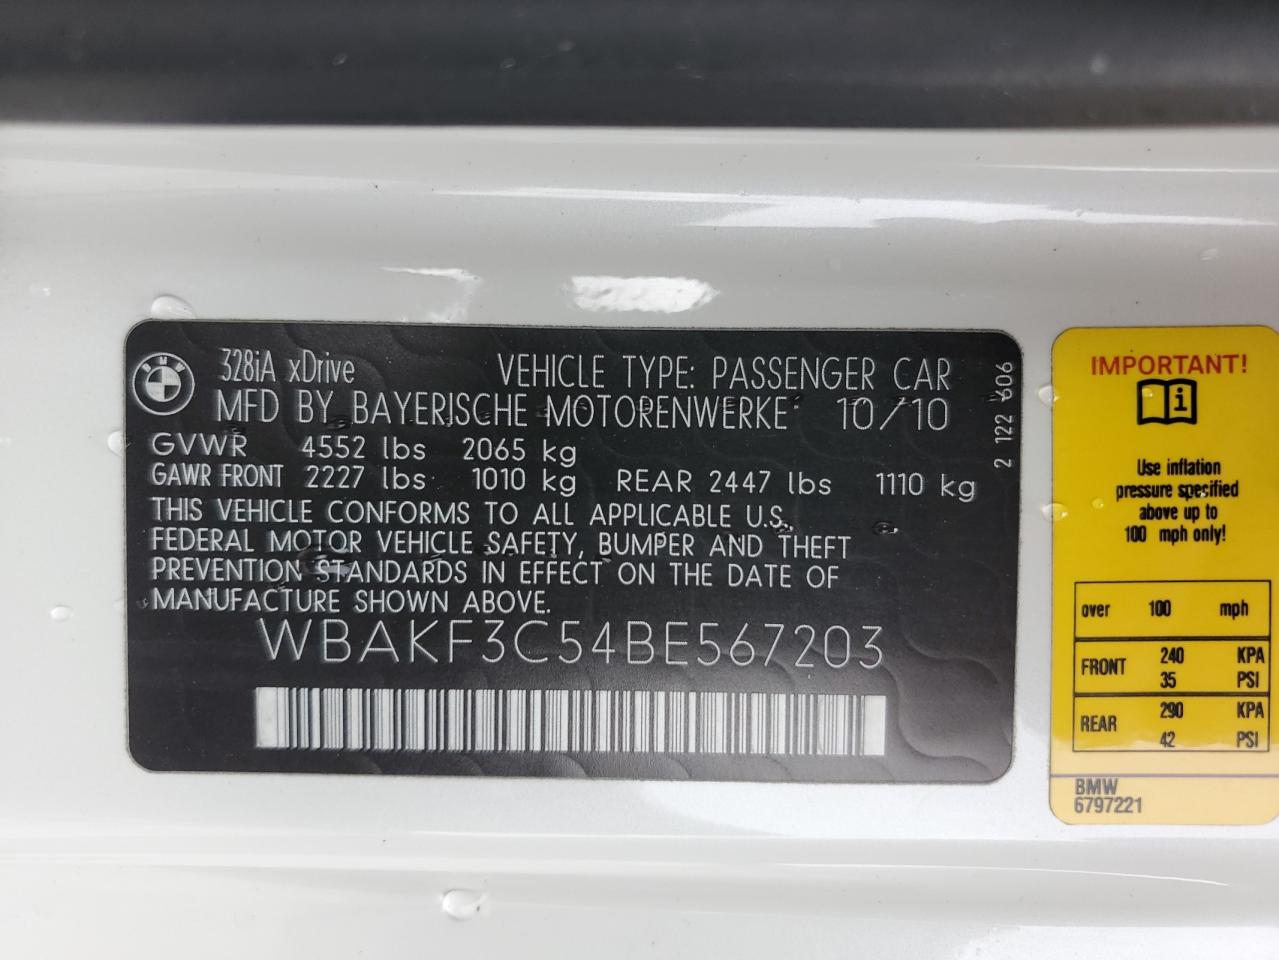 328iA xDrive VEHICLE TYPE: PASSENGER CAR
MFD BY BAYERISCHE MOTORENWERKE 10/10
GVWR 4552 lbs 2065 kg
GAWR FRONT 2227 lbs 1010 kg REAR 2447 lbs 1110 kg
THIS VEHICLE CONFORMS TO ALL APPLICABLE U.S.
FEDERAL MOTOR VEHICLE SAFETY, BUMPER AND THEFT
PREVENTION STANDARDS IN EFFECT ON THE DATE OF
MANUFACTURE SHOWN ABOVE.
WBAKF3C54BE567203
2 122 606
IMPORTANT!
Use inflation
pressure specified
above up to
100 mph only!
over 100 mph
FRONT 240 KPA
35 PSI
REAR 290 KPA
42 PSI
BMW
6797221